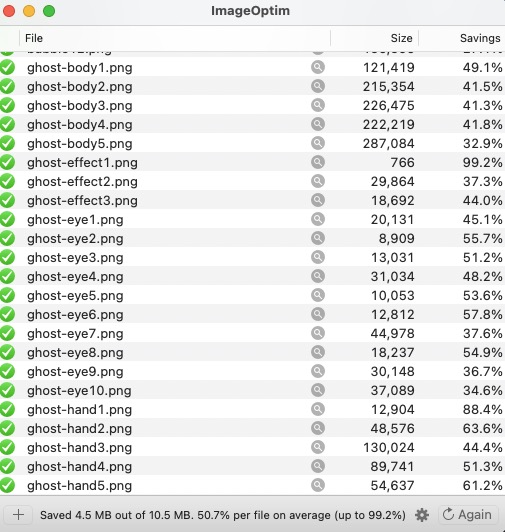 ImageOptim
File Size Savings
ghost-body1.png 121,419 49.1%
ghost-body2.png 215,354 41.5%
ghost-body3.png 226,475 41.3%
ghost-body4.png 222,219 41.8%
ghost-body5.png 287,084 32.9%
ghost-effect1.png 766 99.2%
ghost-effect2.png 29,864 37.3%
ghost-effect3.png 18,692 44.0%
ghost-eye1.png 20,131 45.1%
ghost-eye2.png 8,909 55.7%
ghost-eye3.png 13,031 51.2%
ghost-eye4.png 31,034 48.2%
ghost-eye5.png 10,053 53.6%
ghost-eye6.png 12,812 57.8%
ghost-eye7.png 44,978 37.6%
ghost-eye8.png 18,237 54.9%
ghost-eye9.png 30,148 36.7%
ghost-eye10.png 37,089 34.6%
ghost-hand1.png 12,904 88.4%
ghost-hand2.png 48,576 63.6%
ghost-hand3.png 130,024 44.4%
ghost-hand4.png 89,741 51.3%
ghost-hand5.png 54,637 61.2%
Saved 4.5 MB out of 10.5 MB. 50.7% per file on average (up to 99.2%) Again